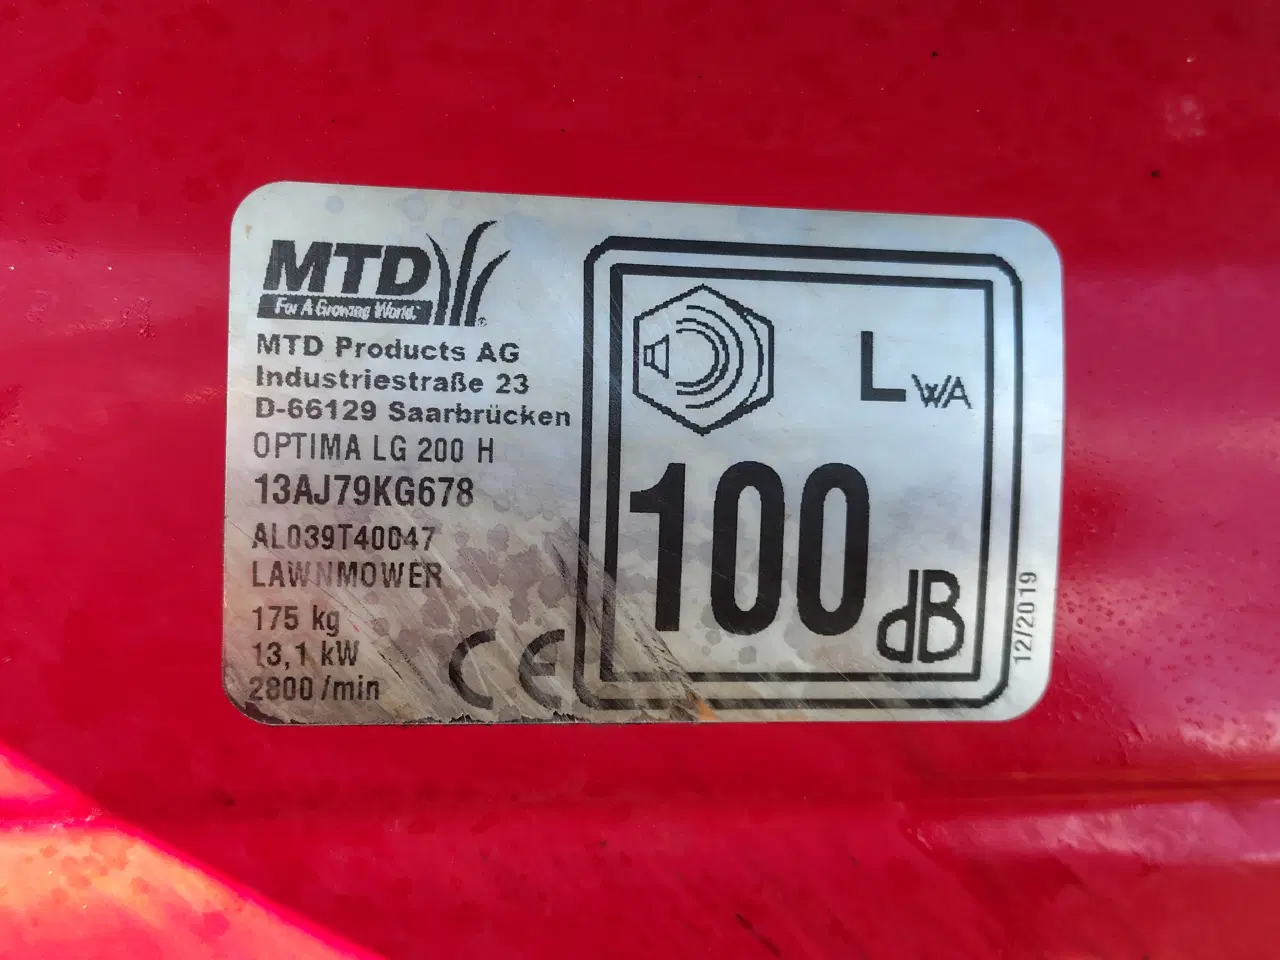 MTD
For A Growing World.
®
MTD Products AG
Industriestraße 23
D-66129 Saarbrücken
OPTIMA LG 200 H
13AJ79KG678
AL039T40047
LAWNMOWER
175 kg
13,1 kW
2800 /min
CE
LWA
100
dB
12/2019